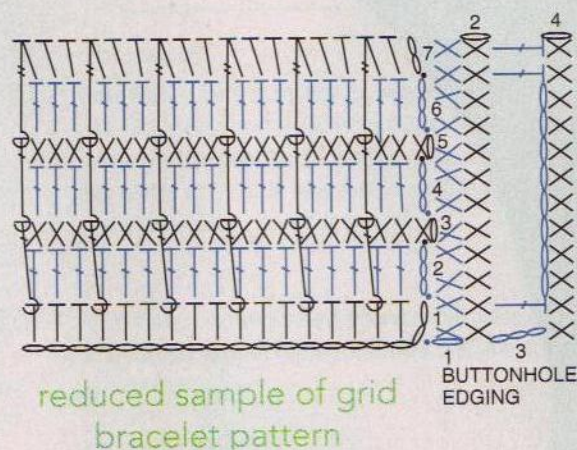 2 4
7
6
5
4
3
2
1
1 3
BUTTONHOLE
EDGING
reduced sample of grid
bracelet pattern